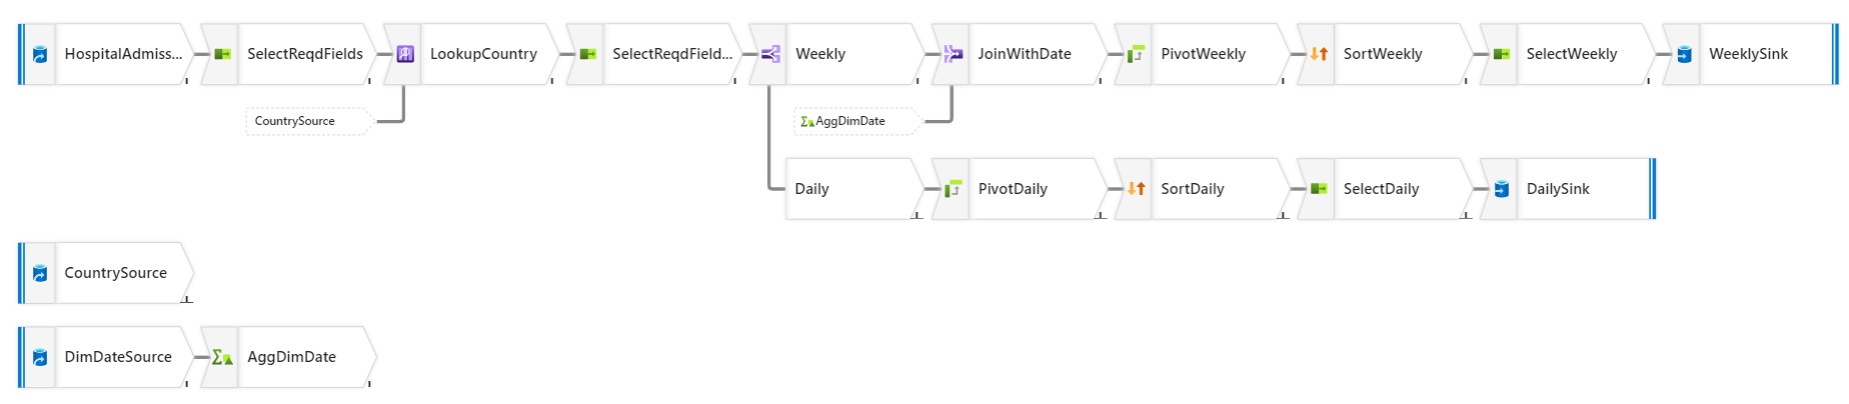 HospitalAdmiss...
SelectReqdFields
LookupCountry
SelectReqdField...
Weekly
JoinWithDate
PivotWeekly
SortWeekly
SelectWeekly
WeeklySink
CountrySource
AggDimDate
Daily
PivotDaily
SortDaily
SelectDaily
DailySink
CountrySource
DimDateSource
AggDimDate